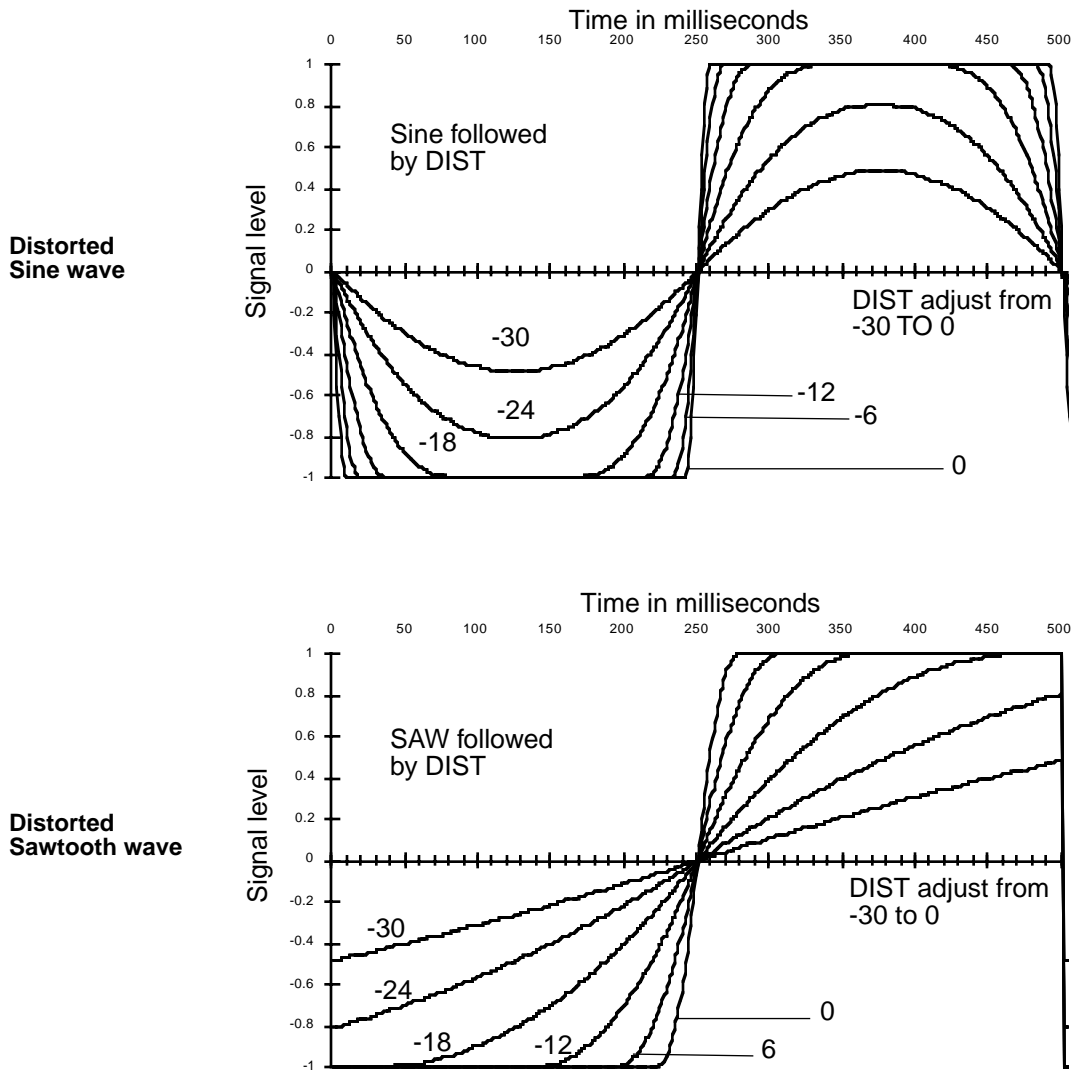 Time in milliseconds
0 50 100 150 200 250 300 350 400 450 500
1
0.8
0.6
0.4
0.2
0
-0.2
-0.4
-0.6
-0.8
-1
Signal level
Sine followed
by DIST
Distorted
Sine wave
DIST adjust from
-30 TO 0
-30
-24
-18
-12
-6
0
Time in milliseconds
0 50 100 150 200 250 300 350 400 450 500
1
0.8
0.6
0.4
0.2
0
-0.2
-0.4
-0.6
-0.8
-1
Signal level
SAW followed
by DIST
Distorted
Sawtooth wave
DIST adjust from
-30 to 0
-30
-24
-18
-12
0
6